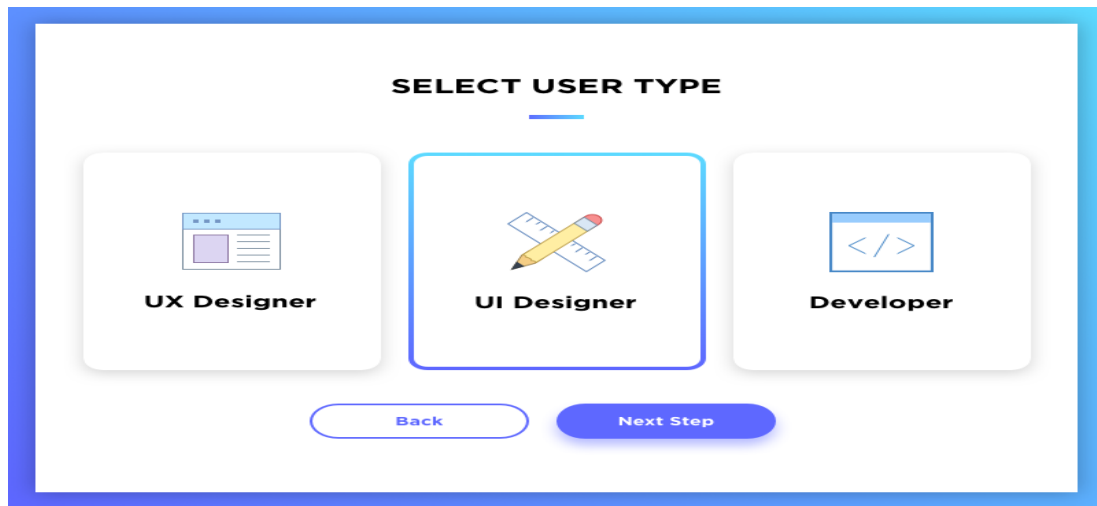 SELECT USER TYPE
UX Designer
UI Designer
</>
Developer
Back
Next Step